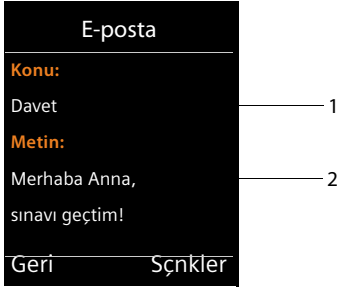 E-posta
Konu:
Davet 1
Metin:
Merhaba Anna, 2
sınavı geçtim!
Geri Sçnkler